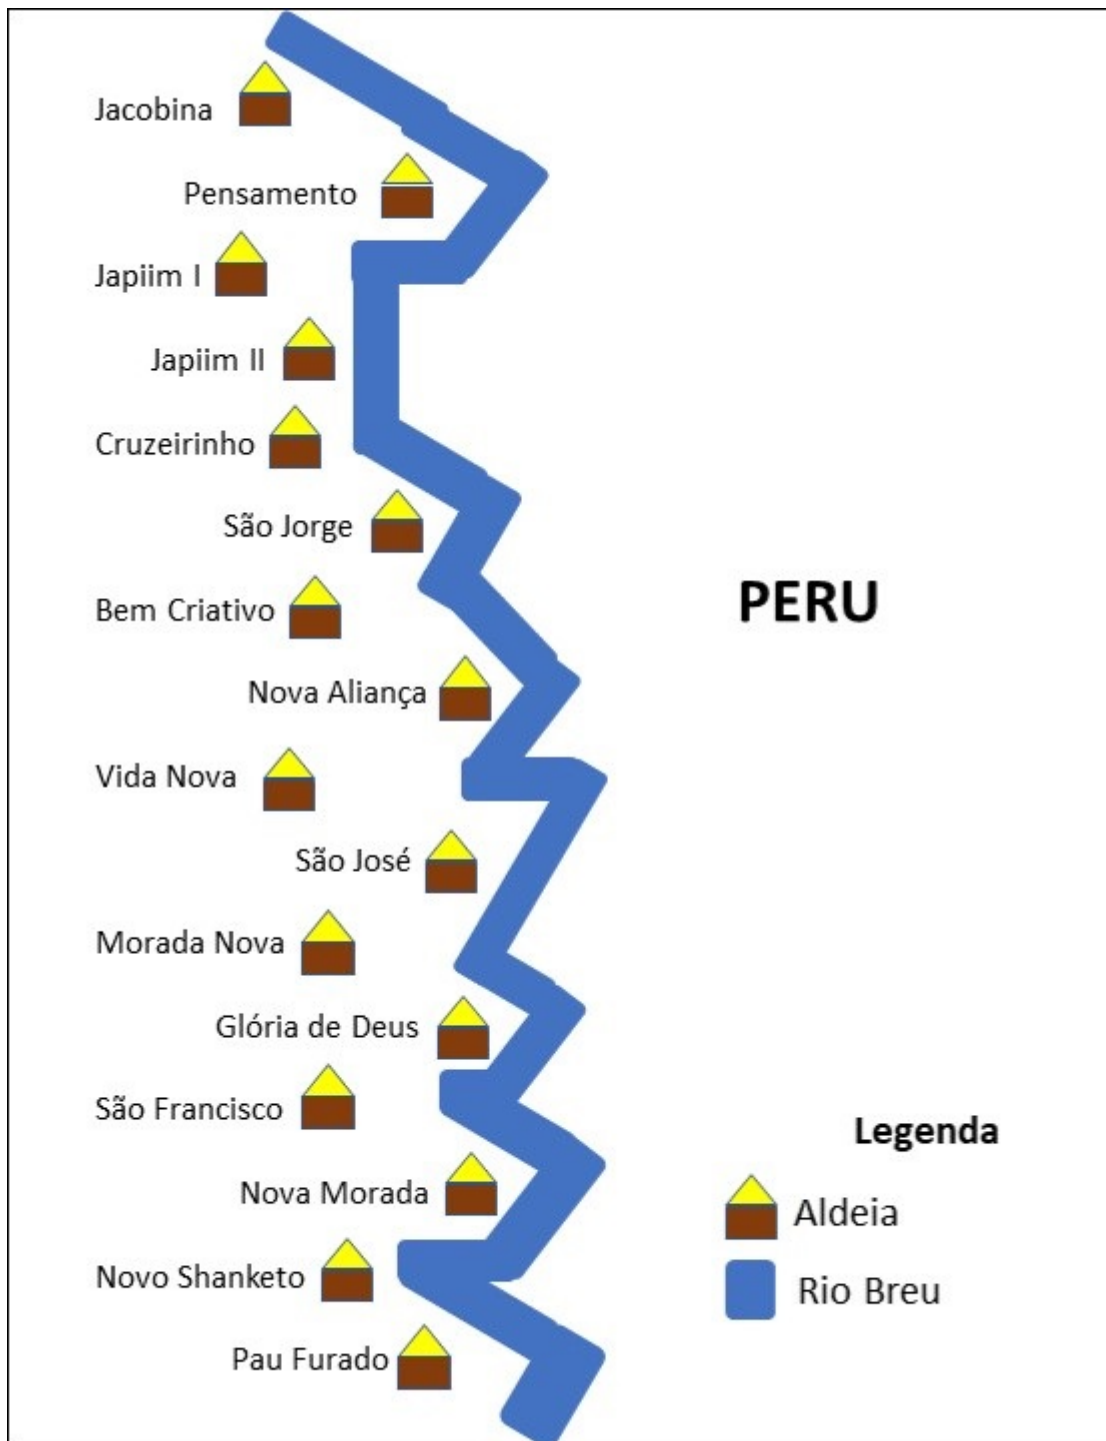 Jacobina
Pensamento
Japiim I
Japiim II
Cruzeirinho
São Jorge
Bem Criativo
PERU
Nova Aliança
Vida Nova
São José
Morada Nova
Glória de Deus
São Francisco
Nova Morada
Novo Shanketo
Pau Furado
Legenda
Aldeia
Rio Breu